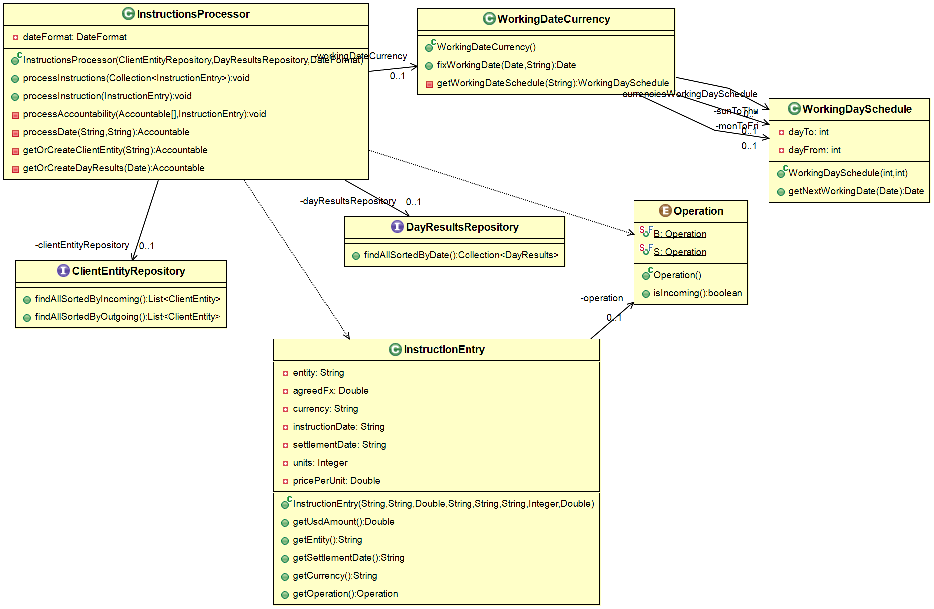 InstructionsProcessor
dateFormat: DateFormat
InstructionsProcessor(ClientEntityRepository,DayResultsRepository,DateFormat)
processInstructions(Collection<InstructionEntry>):void
processInstruction(InstructionEntry):void
processAccountability(Accountable[],InstructionEntry):void
processDate(String,String):Accountable
getOrCreateClientEntity(String):Accountable
getOrCreateDayResults(Date):Accountable
-workingDateCurrency
0..1
WorkingDateCurrency
WorkingDateCurrency()
fixWorkingDate(Date,String):Date
getWorkingDateSchedule(String):WorkingDaySchedule
-currenciesWorkingDaySchedule
-sunToThu
-monToFri
0..1
0..1
WorkingDaySchedule
dayTo: int
dayFrom: int
WorkingDaySchedule(int,int)
getNextWorkingDate(Date):Date
-clientEntityRepository
0..1
ClientEntityRepository
findAllSortedByIncoming():List<ClientEntity>
findAllSortedByOutgoing():List<ClientEntity>
-dayResultsRepository
0..1
DayResultsRepository
findAllSortedByDate():Collection<DayResults>
Operation
B: Operation
S: Operation
Operation()
isIncoming():boolean
-operation
0..1
InstructionEntry
entity: String
agreedFx: Double
currency: String
instructionDate: String
settlementDate: String
units: Integer
pricePerUnit: Double
InstructionEntry(String,String,Double,String,String,String,Integer,Double)
getUsdAmount():Double
getEntity():String
getSettlementDate():String
getCurrency():String
getOperation():Operation